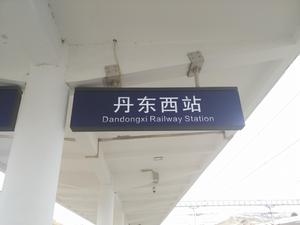 丹东西站
Dandongxi Railway Station